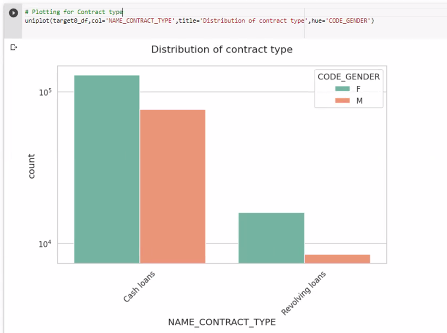 # Plotting for Contract type
uniplot(target0_df,col='NAME_CONTRACT_TYPE',title='Distribution of contract type',hue='CODE_GENDER')
Distribution of contract type
CODE_GENDER
F
M
10⁵
10⁴
count
Cash loans
Revolving loans
NAME_CONTRACT_TYPE